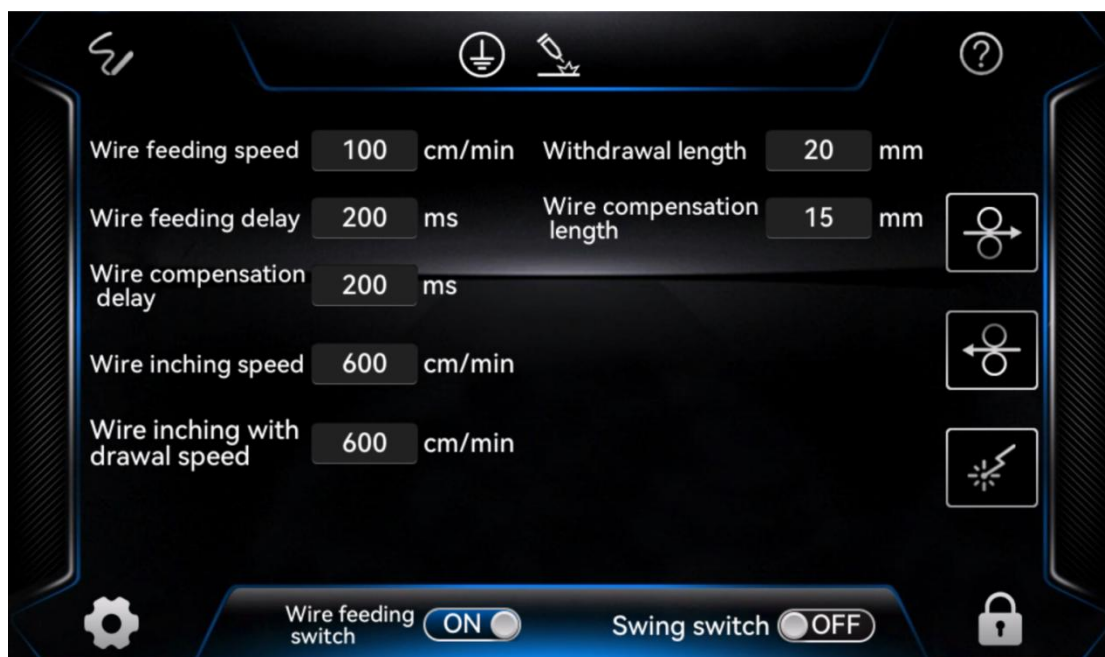 Wire feeding speed 100 cm/min Withdrawal length 20 mm
Wire feeding delay 200 ms Wire compensation
length 15 mm
Wire compensation
delay 200 ms
Wire inching speed 600 cm/min
Wire inching with
drawal speed 600 cm/min
Wire feeding
switch ON Swing switch OFF